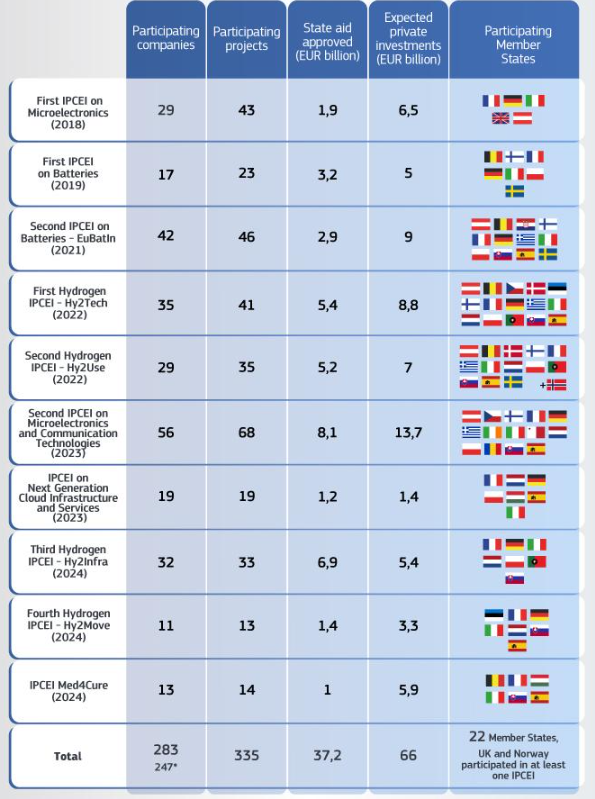 Participating
companies
Participating
projects
State aid
approved
(EUR billion)
Expected
private
investments
(EUR billion)
Participating
Member
States
First IPCEI on
Microelectronics
(2018)
29
43
1,9
6,5
First IPCEI
on Batteries
(2019)
17
23
3,2
5
Second IPCEI on
Batteries - EuBatIn
(2021)
42
46
2,9
9
First Hydrogen
IPCEI - Hy2Tech
(2022)
35
41
5,4
8,8
Second Hydrogen
IPCEI - Hy2Use
(2022)
29
35
5,2
7
+
Second IPCEI on
Microelectronics
and Communication
Technologies
(2023)
56
68
8,1
13,7
IPCEI on
Next Generation
Cloud Infrastructure
and Services
(2023)
19
19
1,2
1,4
Third Hydrogen
IPCEI - Hy2Infra
(2024)
32
33
6,9
5,4
Fourth Hydrogen
IPCEI - Hy2Move
(2024)
11
13
1,4
3,3
IPCEI Med4Cure
(2024)
13
14
1
5,9
Total
283
247*
335
37,2
66
22 Member States,
UK and Norway
participated in at least
one IPCEI